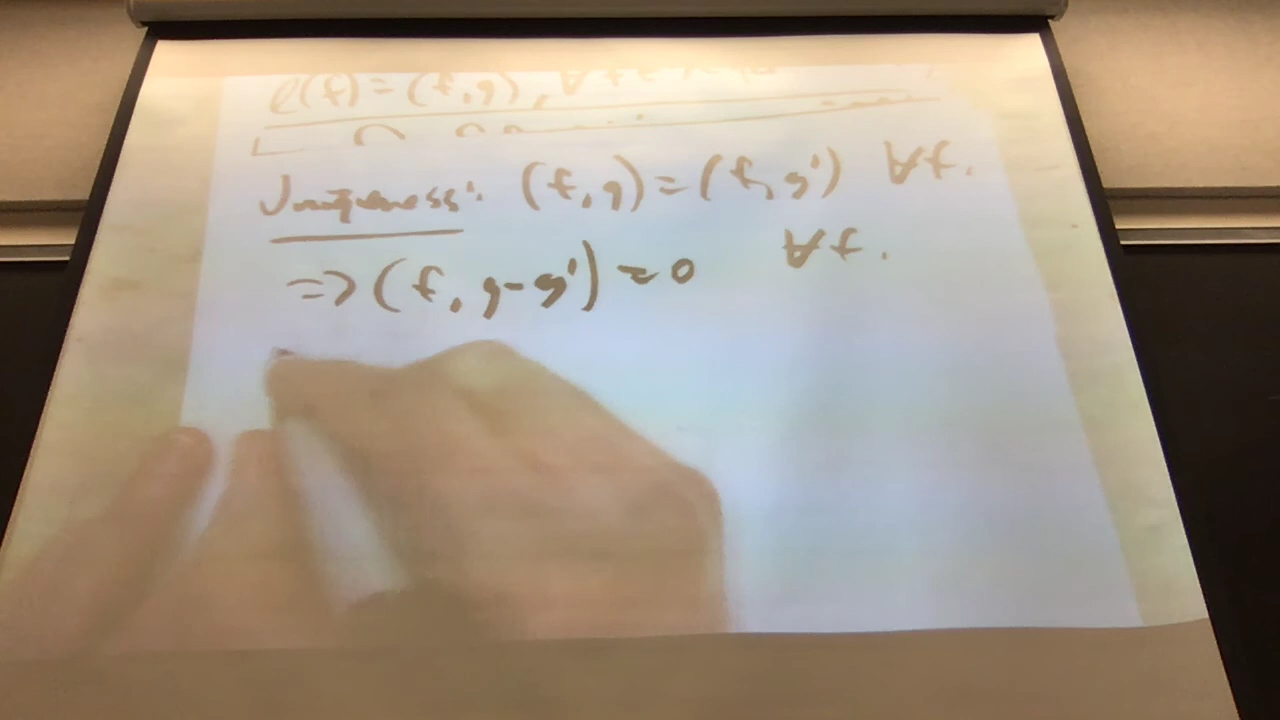 ℓ(f) = (f, g), ∀f
Uniqueness: (f, g) = (f, g') ∀f.
=> (f, g - g') = 0 ∀f.